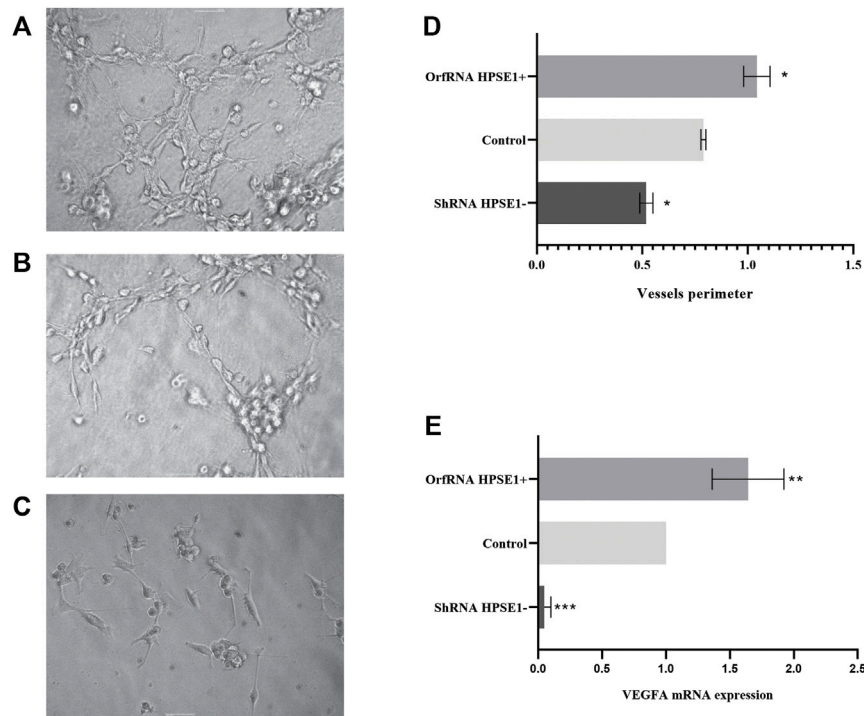 A
B
C
D
OrfRNA HPSE1+
*
Control
ShRNA HPSE1-
*
0.0 0.5 1.0 1.5
Vessels perimeter
E
OrfRNA HPSE1+
**
Control
ShRNA HPSE1-
***
0.0 0.5 1.0 1.5 2.0 2.5
VEGFA mRNA expression